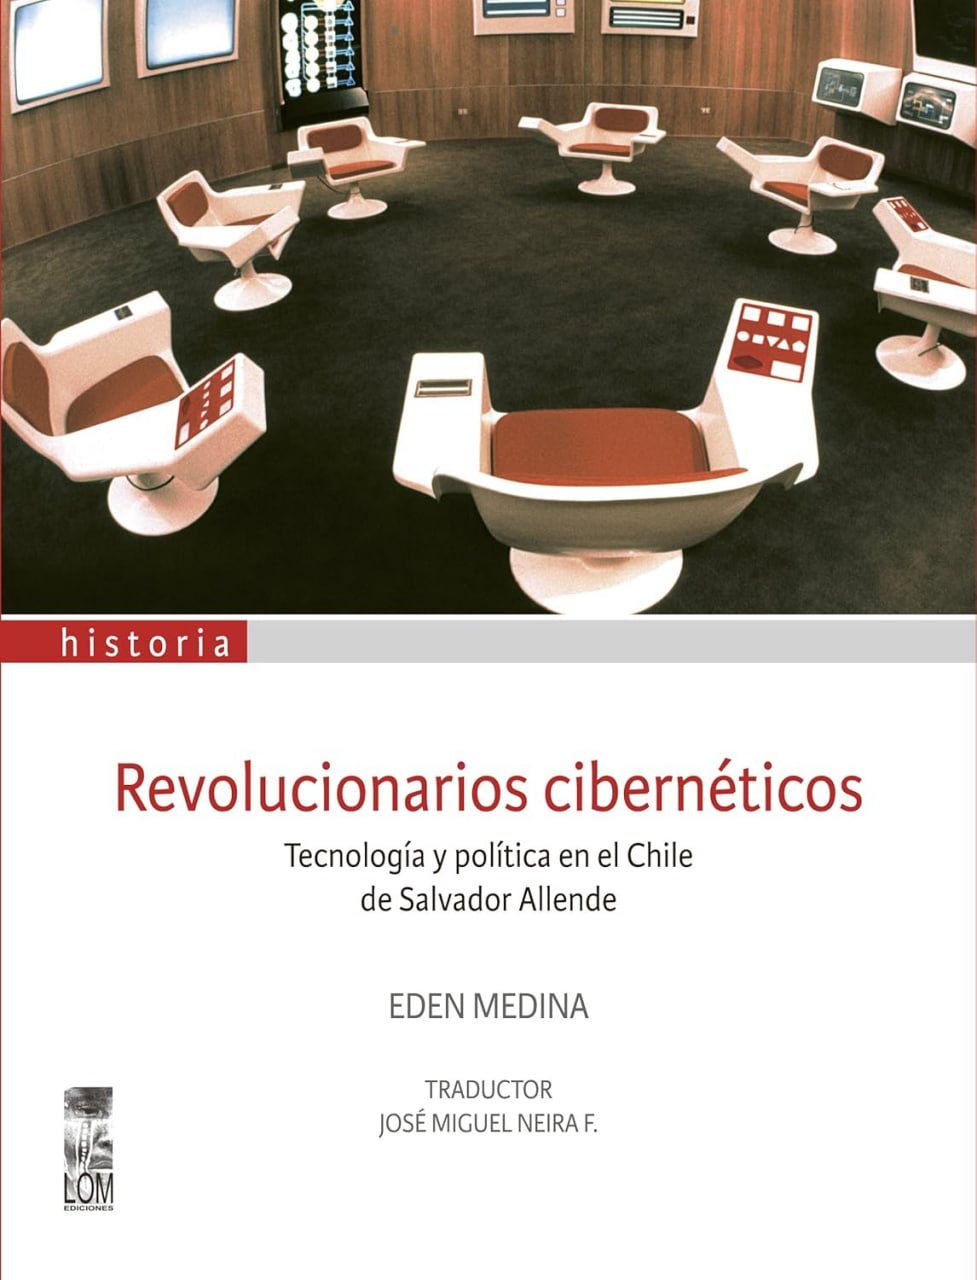 historia
Revolucionarios cibernéticos
Tecnología y política en el Chile
de Salvador Allende
EDEN MEDINA
TRADUCTOR
JOSÉ MIGUEL NEIRA F.
LOM
EDICIONES